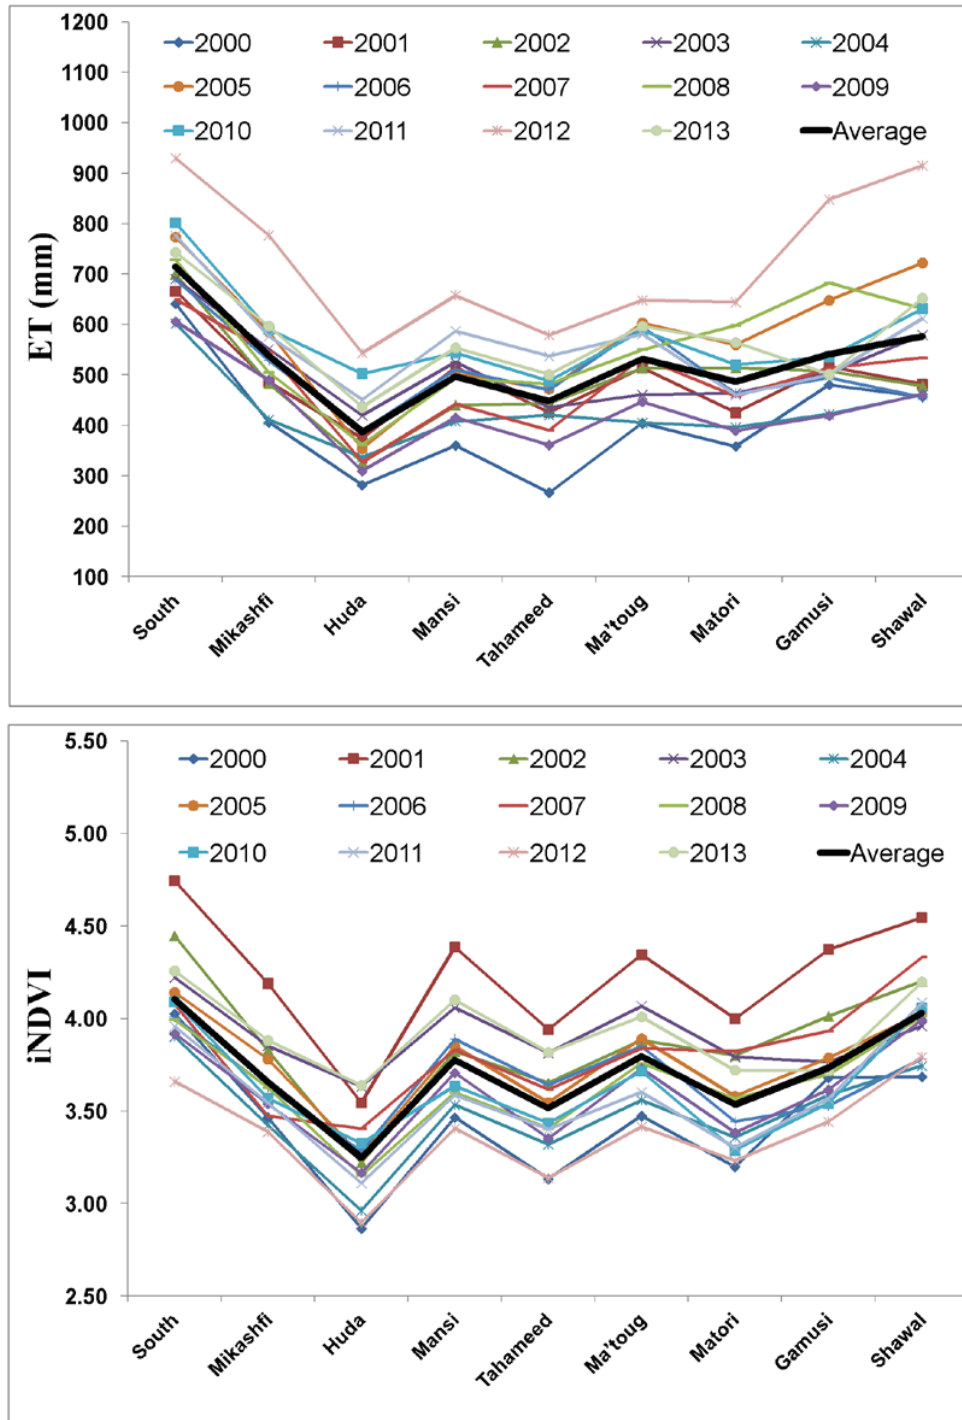 1200
1100
1000
900
800
700
600
500
400
300
200
100
ET (mm)
2000 2001 2002 2003 2004
2005 2006 2007 2008 2009
2010 2011 2012 2013 Average
South Mikashfi Huda Mansi Tahameed Ma'toug Matori Gamusi Shawal
5.50
5.00
4.50
4.00
3.50
3.00
2.50
iNDVI
2000 2001 2002 2003 2004
2005 2006 2007 2008 2009
2010 2011 2012 2013 Average
South Mikashfi Huda Mansi Tahameed Ma'toug Matori Gamusi Shawal